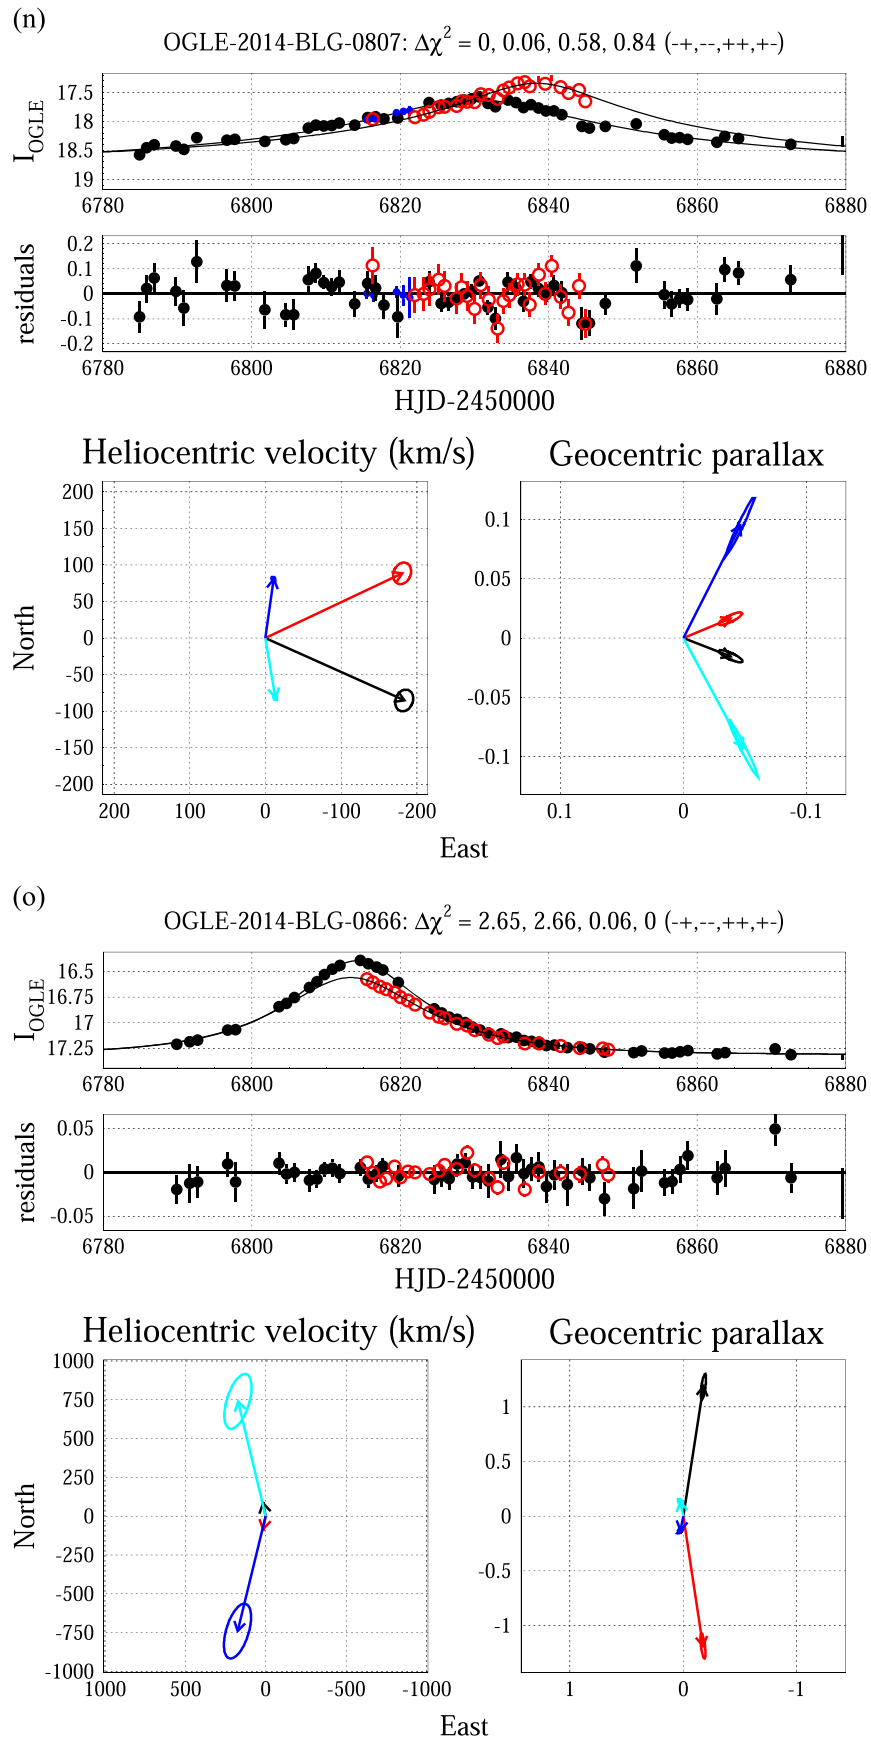 (n)
OGLE-2014-BLG-0807: Δχ² = 0, 0.06, 0.58, 0.84 (-+,--,++,+-)
I_OGLE
17.5
18
18.5
19
6780 6800 6820 6840 6860 6880
residuals
0.2
0.1
0
-0.1
-0.2
6780 6800 6820 6840 6860 6880
HJD-2450000
Heliocentric velocity (km/s) Geocentric parallax
North
200
150
100
50
0
-50
-100
-150
-200
200 100 0 -100 -200
0.1
0.05
0
-0.05
-0.1
0.1 0 -0.1
East
(o)
OGLE-2014-BLG-0866: Δχ² = 2.65, 2.66, 0.06, 0 (-+,--,++,+-)
I_OGLE
16.5
16.75
17
17.25
6780 6800 6820 6840 6860 6880
residuals
0.05
0
-0.05
6780 6800 6820 6840 6860 6880
HJD-2450000
Heliocentric velocity (km/s) Geocentric parallax
North
1000
750
500
250
0
-250
-500
-750
-1000
1000 500 0 -500 -1000
1
0.5
0
-0.5
-1
1 0 -1
East